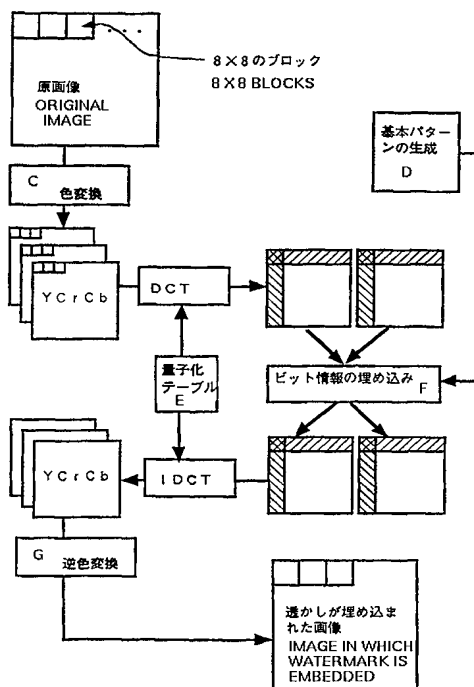 8×8のブロック
8X8 BLOCKS
原画像
ORIGINAL
IMAGE
基本パター
ンの生成
D
C
色変換
YCrCb
DCT
量子化
テーブル
E
ビット情報の埋め込み F
YCrCb
IDCT
G 逆色変換
透かしが埋め込ま
れた画像
IMAGE IN WHICH
WATERMARK IS
EMBEDDED